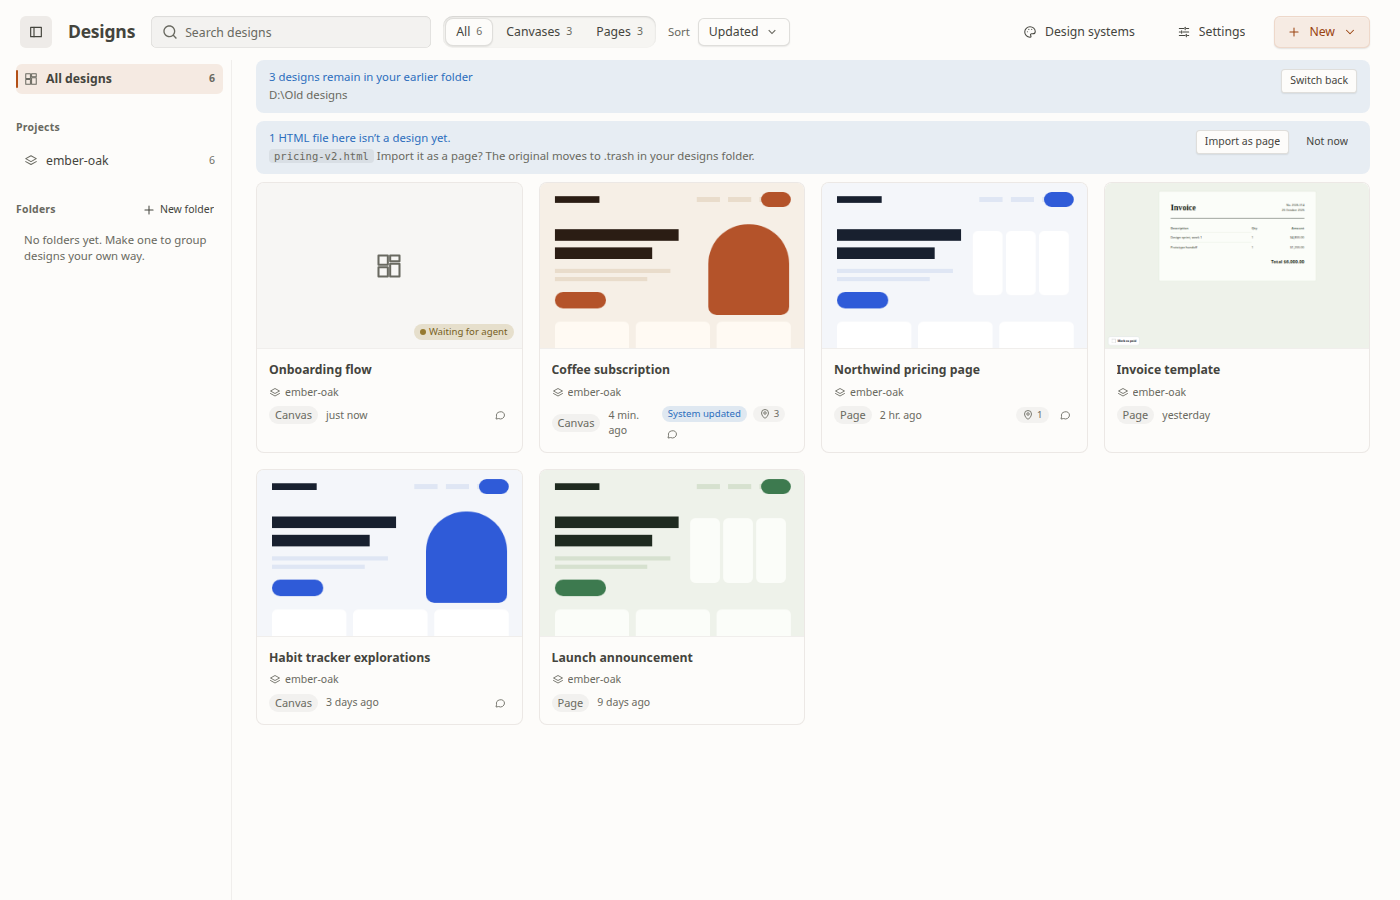 Designs
Search designs
All 6
Canvases 3
Pages 3
Sort
Updated
Design systems
Settings
New
All designs 6
Projects
ember-oak 6
Folders
New folder
No folders yet. Make one to group
designs your own way.
3 designs remain in your earlier folder
D:\Old designs
Switch back
1 HTML file here isn’t a design yet.
pricing-v2.html Import it as a page? The original moves to .trash in your designs folder.
Import as page
Not now
Waiting for agent
Onboarding flow
ember-oak
Canvas just now
Coffee subscription
ember-oak
Canvas 4 min. ago
System updated 3
Northwind pricing page
ember-oak
Page 2 hr. ago 1
Invoice
Total $6,000.00
Invoice template
ember-oak
Page yesterday
Habit tracker explorations
ember-oak
Canvas 3 days ago
Launch announcement
ember-oak
Page 9 days ago